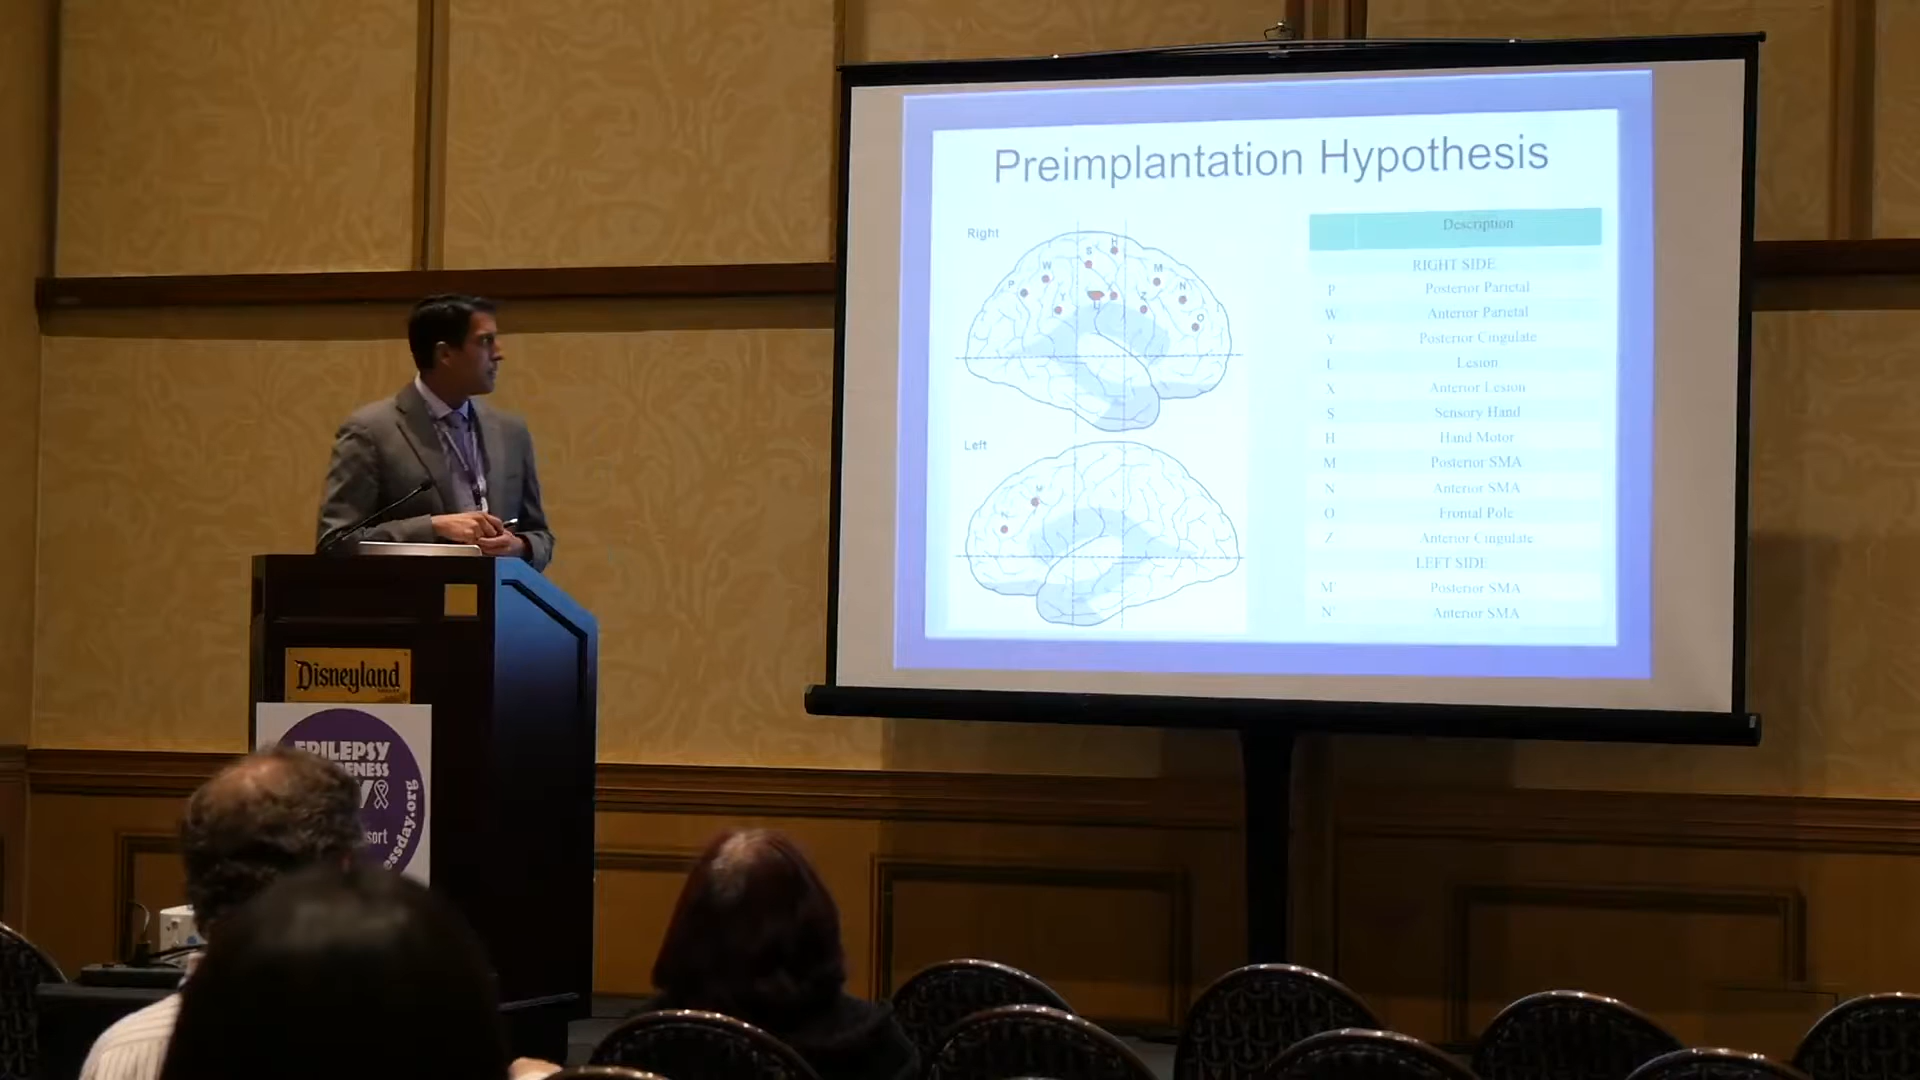 Preimplantation Hypothesis
Right
H
S
W
M
P
N
Y
X
L
Z
O
Left
M'
N'
Description
RIGHT SIDE
P Posterior Parietal
W Anterior Parietal
Y Posterior Cingulate
L Lesion
X Anterior Lesion
S Sensory Hand
H Hand Motor
M Posterior SMA
N Anterior SMA
O Frontal Pole
Z Anterior Cingulate
LEFT SIDE
M' Posterior SMA
N' Anterior SMA
Disneyland
EPILEPSY